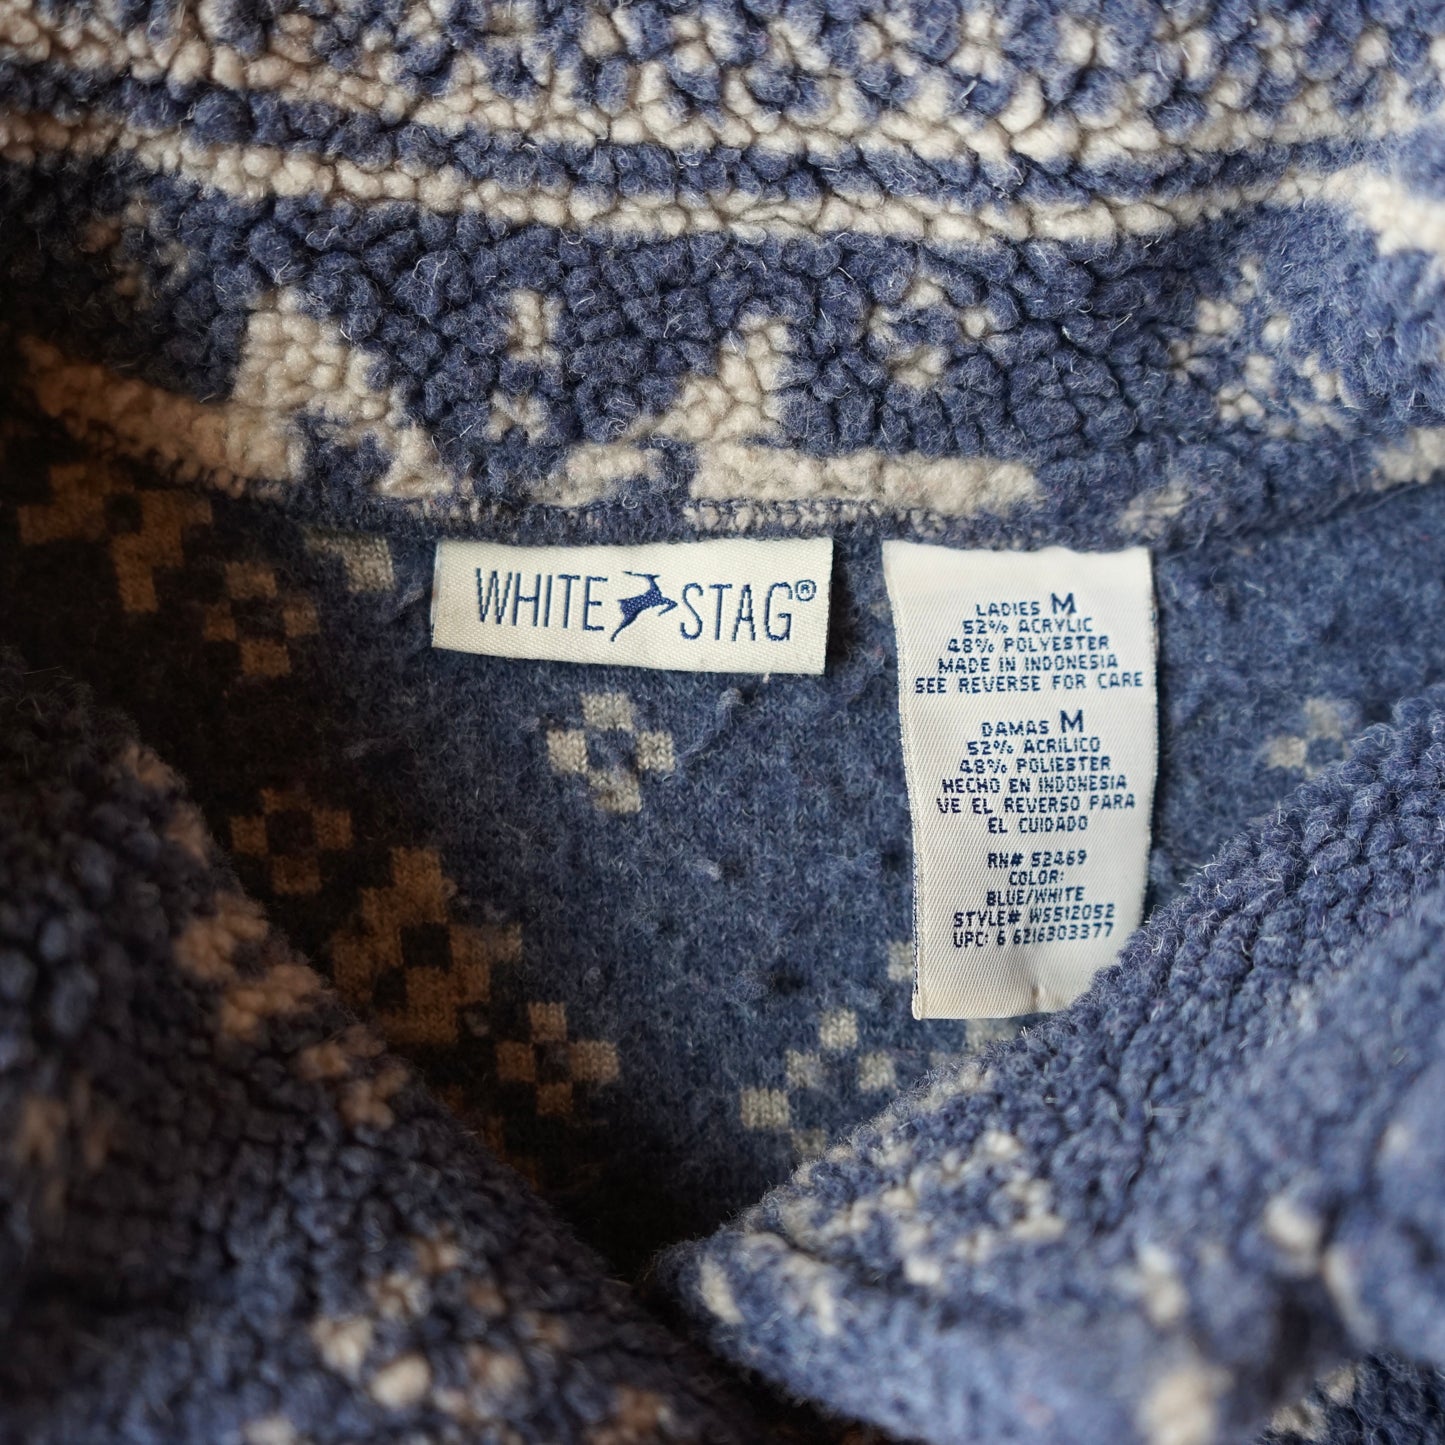 WHITE STAG®
LADIES M
52% ACRYLIC
48% POLYESTER
MADE IN INDONESIA
SEE REVERSE FOR CARE
DAMAS M
52% ACRILICO
48% POLIESTER
HECHO EN INDONESIA
VE EL REVERSO PARA
EL CUIDADO
RN# 52469
COLOR:
BLUE/WHITE
STYLE# WS512052
UPC: 6 6216303377